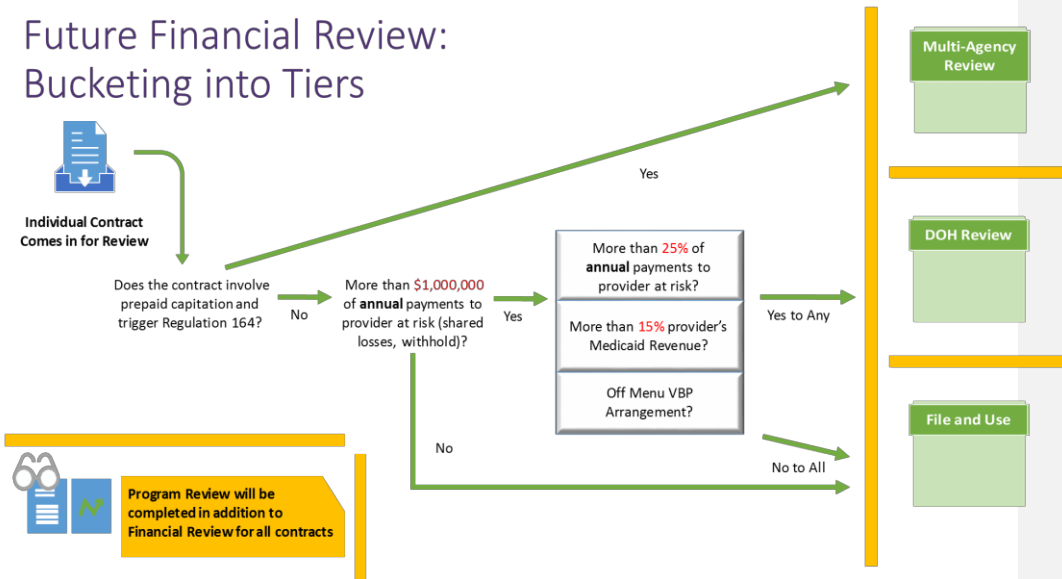 Future Financial Review:
Bucketing into Tiers
Individual Contract
Comes in for Review
Does the contract involve
prepaid capitation and
trigger Regulation 164?
No
Yes
More than $1,000,000
of annual payments to
provider at risk (shared
losses, withhold)?
Yes
No
More than 25% of
annual payments to
provider at risk?
More than 15% provider's
Medicaid Revenue?
Off Menu VBP
Arrangement?
Yes to Any
No to All
Multi-Agency
Review
DOH Review
File and Use
Program Review will be
completed in addition to
Financial Review for all contracts